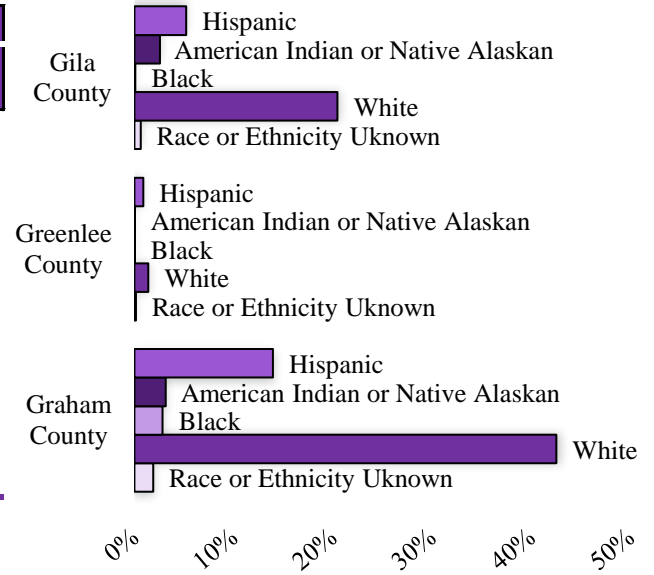 Hispanic
American Indian or Native Alaskan
Gila
County
Black
White
Race or Ethnicity Uknown
Hispanic
American Indian or Native Alaskan
Greenlee
County
Black
White
Race or Ethnicity Uknown
Hispanic
American Indian or Native Alaskan
Graham
County
Black
White
Race or Ethnicity Uknown
0% 10% 20% 30% 40% 50%